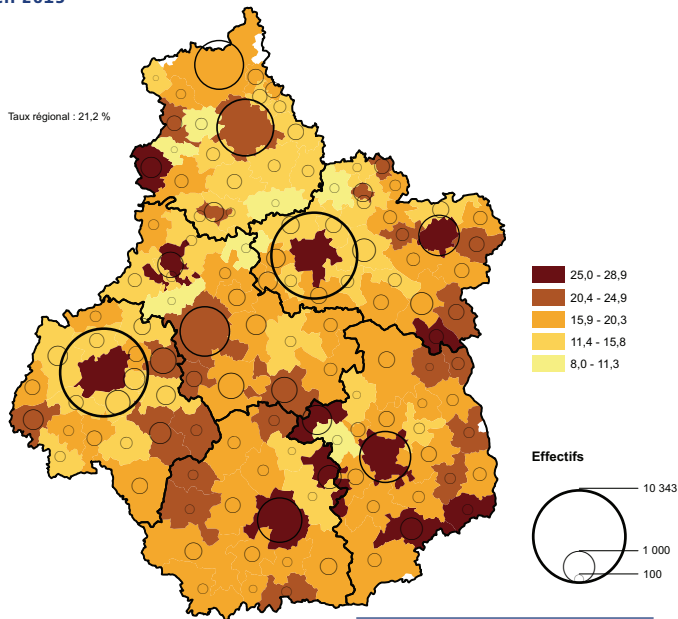 Taux régional : 21,2 %
25,0 - 28,9
20,4 - 24,9
15,9 - 20,3
11,4 - 15,8
8,0 - 11,3
Effectifs
10 343
1 000
100